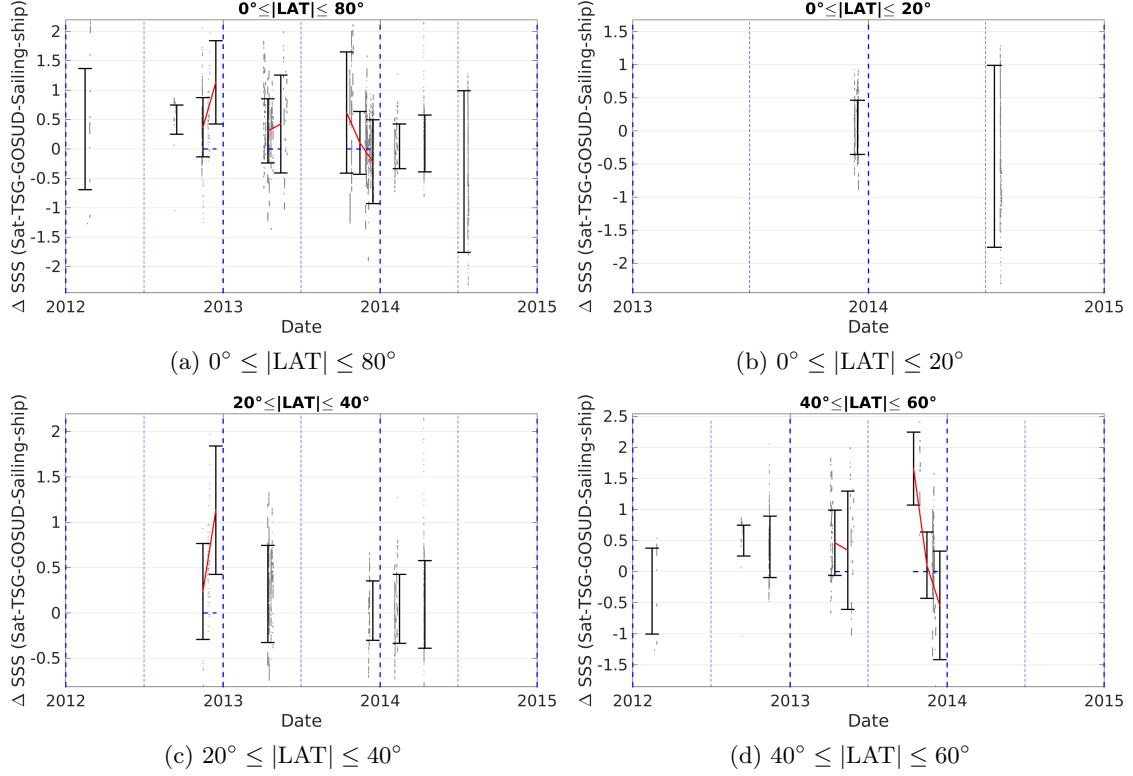 0°≤|LAT|≤ 80°
Δ SSS (Sat-TSG-GOSUD-Sailing-ship)
2
1.5
1
0.5
0
-0.5
-1
-1.5
-2
2012 2013 2014 2015
Date
(a) 0° ≤ |LAT| ≤ 80°
0°≤|LAT|≤ 20°
Δ SSS (Sat-TSG-GOSUD-Sailing-ship)
1.5
1
0.5
0
-0.5
-1
-1.5
-2
2013 2014 2015
Date
(b) 0° ≤ |LAT| ≤ 20°
20°≤|LAT|≤ 40°
Δ SSS (Sat-TSG-GOSUD-Sailing-ship)
2
1.5
1
0.5
0
-0.5
2012 2013 2014 2015
Date
(c) 20° ≤ |LAT| ≤ 40°
40°≤|LAT|≤ 60°
Δ SSS (Sat-TSG-GOSUD-Sailing-ship)
2.5
2
1.5
1
0.5
0
-0.5
-1
-1.5
2012 2013 2014 2015
Date
(d) 40° ≤ |LAT| ≤ 60°